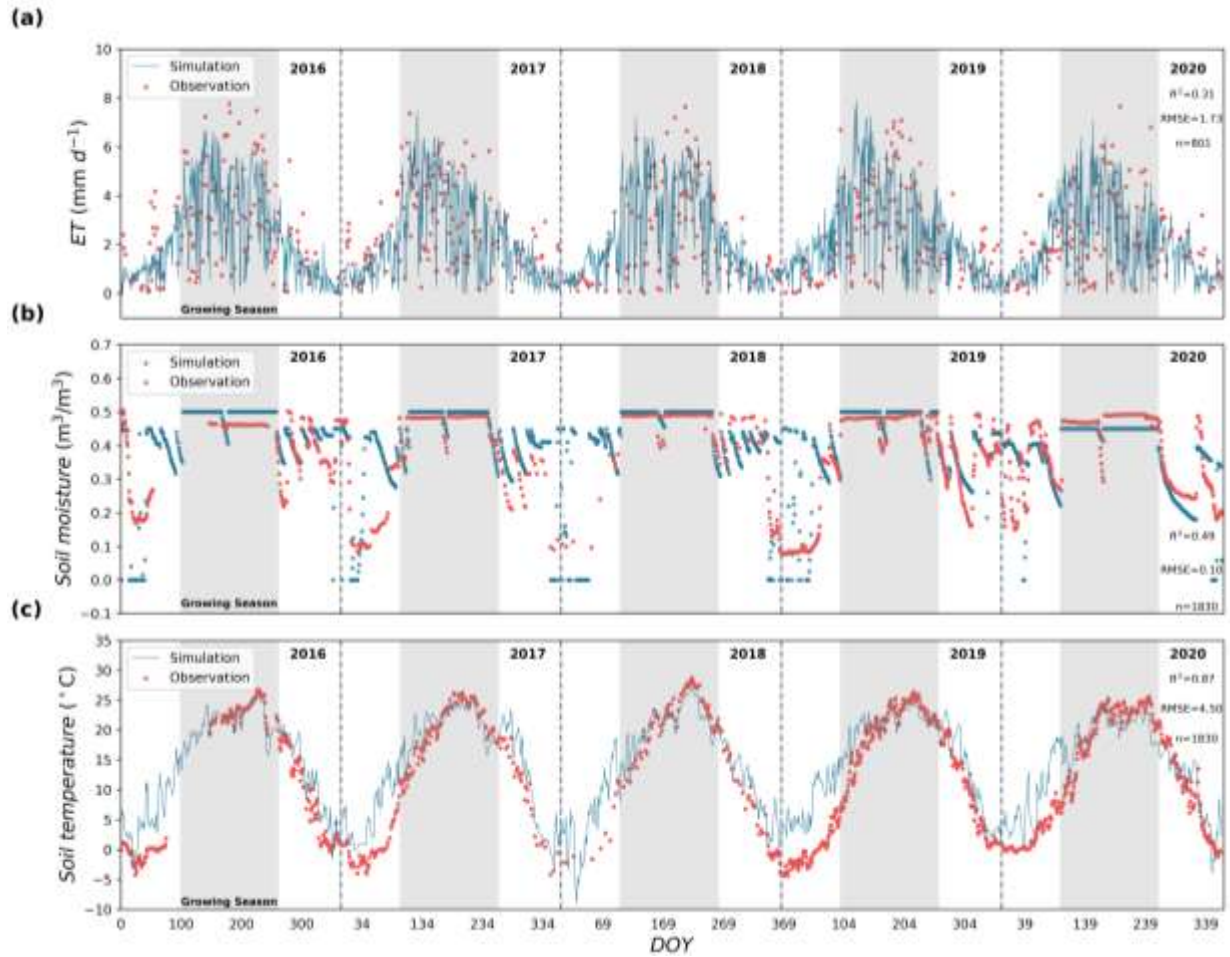 (a)
10
8
6
4
2
0
ET (mm d⁻¹)
Simulation
Observation
2016
2017
2018
2019
2020
R²=0.31
RMSE=1.73
n=801
Growing Season
(b)
0.7
0.6
0.5
0.4
0.3
0.2
0.1
0.0
−0.1
Soil moisture (m³/m³)
Simulation
Observation
2016
2017
2018
2019
2020
R²=0.49
RMSE=0.10
n=1830
Growing Season
(c)
35
30
25
20
15
10
5
0
−5
−10
Soil temperature (°C)
Simulation
Observation
2016
2017
2018
2019
2020
R²=0.87
RMSE=4.50
n=1830
Growing Season
0 100 200 300 34 134 234 334 69 169 269 369 104 204 304 39 139 239 339
DOY